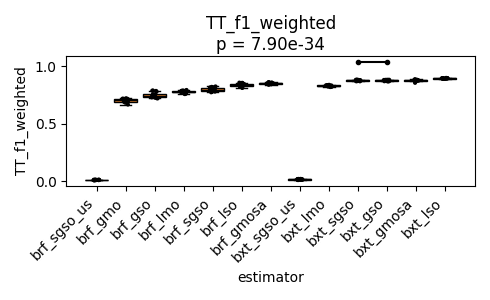 TT_f1_weighted
p = 7.90e-34
TT_f1_weighted
1.0
0.5
0.0
brf_sgso_us
brf_gmo
brf_gso
brf_lmo
brf_sgso
brf_lso
brf_gmosa
bxt_sgso_us
bxt_lmo
bxt_sgso
bxt_gso
bxt_gmosa
bxt_lso
estimator